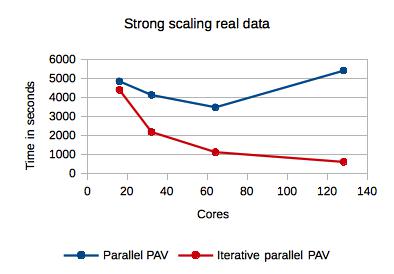 Strong scaling real data
6000
5000
4000
3000
2000
1000
0
Time in seconds
0 20 40 60 80 100 120 140
Cores
Parallel PAV Iterative parallel PAV